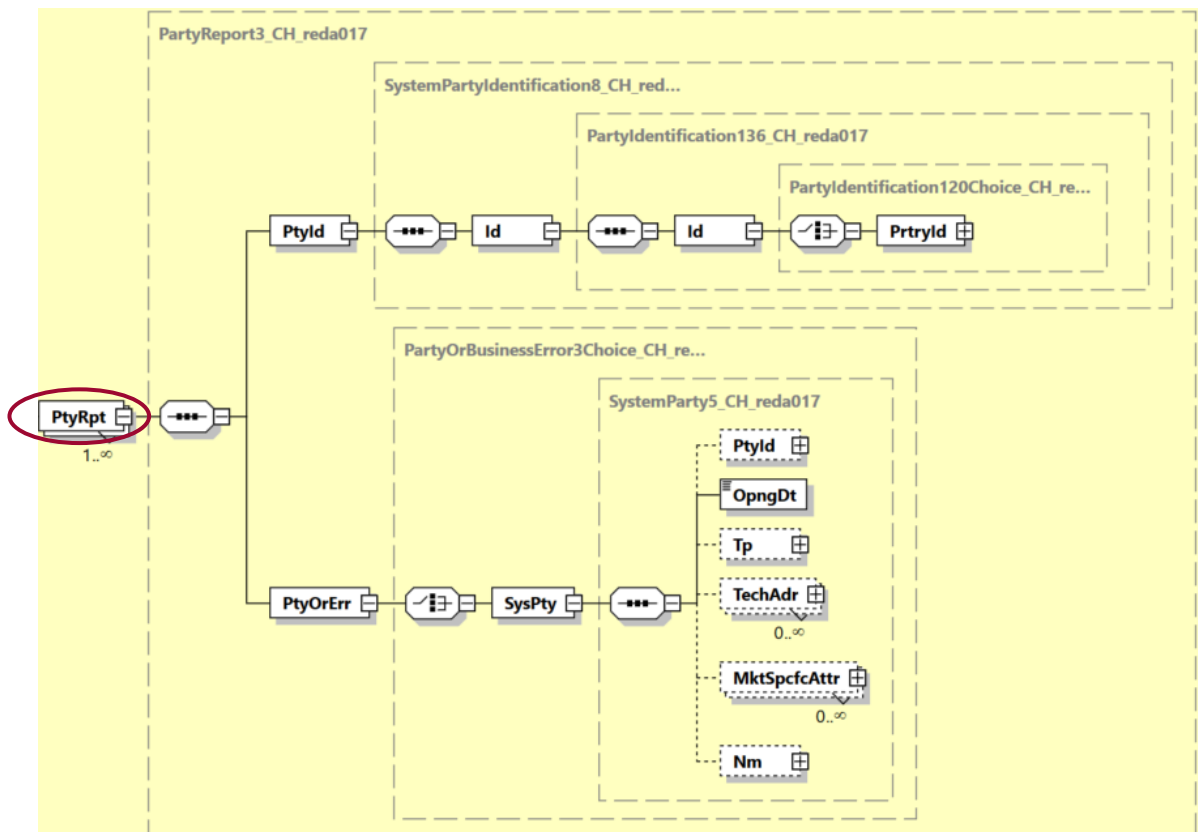 PartyReport3_CH_reda017
SystemPartyIdentification8_CH_red...
PartyIdentification136_CH_reda017
PartyIdentification120Choice_CH_re...
PtyId
Id
Id
PrtryId
PartyOrBusinessError3Choice_CH_re...
SystemParty5_CH_reda017
PtyRpt
1..∞
PtyId
OpngDt
Tp
TechAdr
0..∞
PtyOrErr
SysPty
MktSpcfcAttr
0..∞
Nm